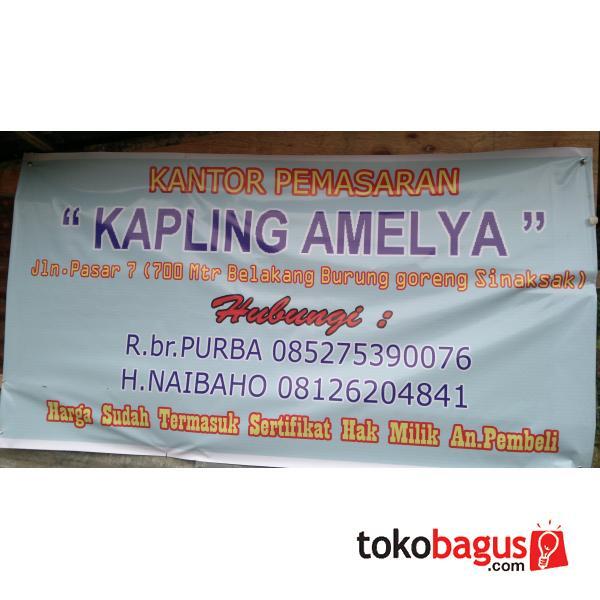 KANTOR PEMASARAN
“ KAPLING AMELYA ”
Jln.Pasar 7 (700 Mtr Belakang Burung goreng Sinaksak)
Hubungi :
R.br.PURBA 085275390076
H.NAIBAHO 08126204841
Harga Sudah Termasuk Sertifikat Hak Milik An.Pembeli
tokobagus
.com